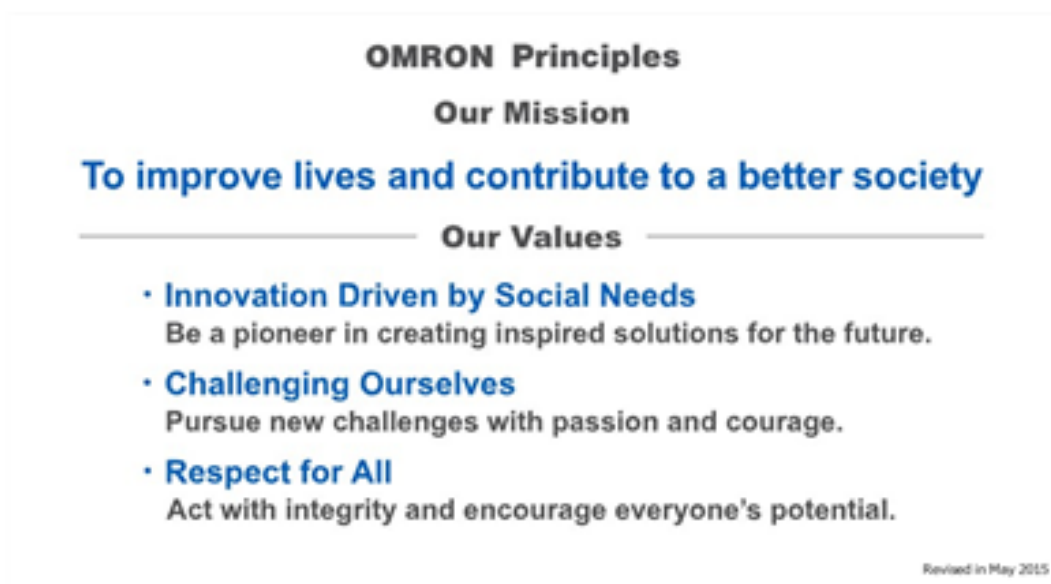 OMRON Principles
Our Mission
To improve lives and contribute to a better society
Our Values
・Innovation Driven by Social Needs
Be a pioneer in creating inspired solutions for the future.
・Challenging Ourselves
Pursue new challenges with passion and courage.
・Respect for All
Act with integrity and encourage everyone’s potential.
Revised in May 2015